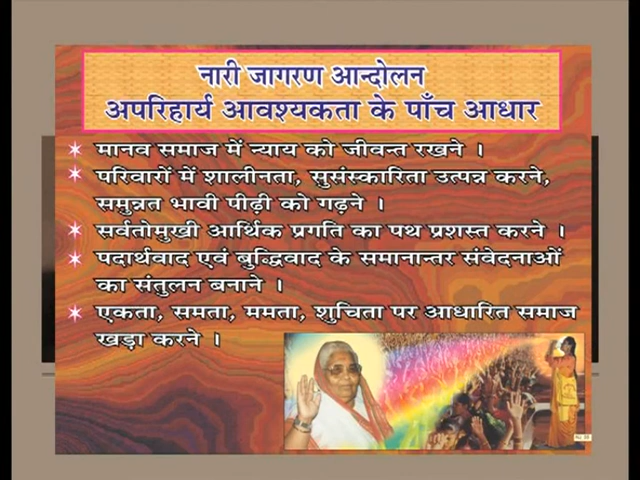 नारी जागरण आन्दोलन
अपरिहार्य आवश्यकता के पाँच आधार
* मानव समाज में न्याय को जीवन्त रखने ।
* परिवारों में शालीनता, सुसंस्कारिता उत्पन्न करने,
समुन्नत भावी पीढ़ी को गढ़ने ।
* सर्वतोमुखी आर्थिक प्रगति का पथ प्रशस्त करने ।
* पदार्थवाद एवं बुद्धिवाद के समानान्तर संवेदनाओं
का संतुलन बनाने ।
* एकता, समता, ममता, शुचिता पर आधारित समाज
खड़ा करने ।